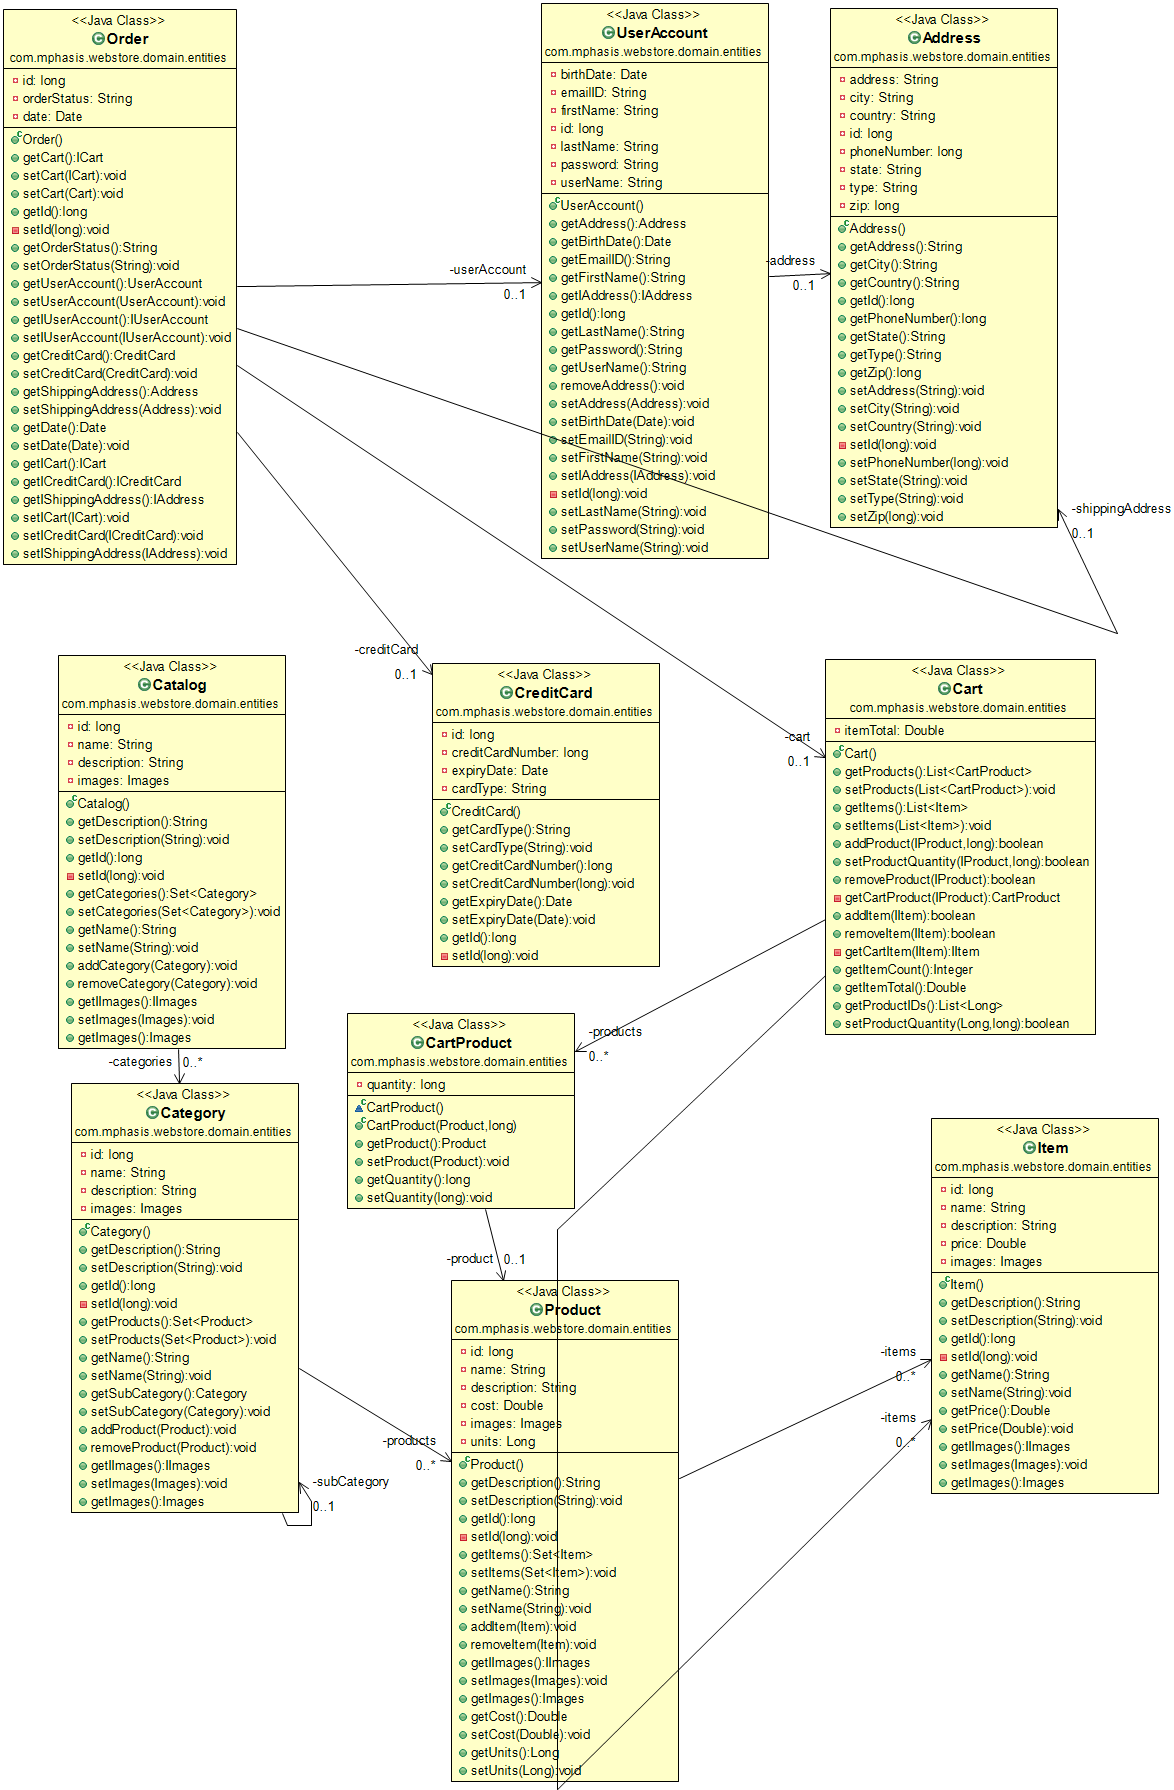 <<Java Class>>
Order
com.mphasis.webstore.domain.entities
id: long
orderStatus: String
date: Date
Order()
getCart():ICart
setCart(ICart):void
setCart(Cart):void
getId():long
setId(long):void
getOrderStatus():String
setOrderStatus(String):void
getUserAccount():UserAccount
setUserAccount(UserAccount):void
getIUserAccount():IUserAccount
setIUserAccount(IUserAccount):void
getCreditCard():CreditCard
setCreditCard(CreditCard):void
getShippingAddress():Address
setShippingAddress(Address):void
getDate():Date
setDate(Date):void
getICart():ICart
getICreditCard():ICreditCard
getIShippingAddress():IAddress
setICart(ICart):void
setICreditCard(ICreditCard):void
setIShippingAddress(IAddress):void
-userAccount
0..1
<<Java Class>>
UserAccount
com.mphasis.webstore.domain.entities
birthDate: Date
emailID: String
firstName: String
id: long
lastName: String
password: String
userName: String
UserAccount()
getAddress():Address
getBirthDate():Date
getEmailID():String
getFirstName():String
getIAddress():IAddress
getId():long
getLastName():String
getPassword():String
getUserName():String
removeAddress():void
setAddress(Address):void
setBirthDate(Date):void
setEmailID(String):void
setFirstName(String):void
setIAddress(IAddress):void
setId(long):void
setLastName(String):void
setPassword(String):void
setUserName(String):void
-address
0..1
<<Java Class>>
Address
com.mphasis.webstore.domain.entities
address: String
city: String
country: String
id: long
phoneNumber: long
state: String
type: String
zip: long
Address()
getAddress():String
getCity():String
getCountry():String
getId():long
getPhoneNumber():long
getState():String
getType():String
getZip():long
setAddress(String):void
setCity(String):void
setCountry(String):void
setId(long):void
setPhoneNumber(long):void
setState(String):void
setType(String):void
setZip(long):void
-shippingAddress
0..1
-creditCard
0..1
-cart
0..1
<<Java Class>>
Catalog
com.mphasis.webstore.domain.entities
id: long
name: String
description: String
images: Images
Catalog()
getDescription():String
setDescription(String):void
getId():long
setId(long):void
getCategories():Set<Category>
setCategories(Set<Category>):void
getName():String
setName(String):void
addCategory(Category):void
removeCategory(Category):void
getIImages():IImages
setImages(Images):void
getImages():Images
-categories
0..*
<<Java Class>>
CreditCard
com.mphasis.webstore.domain.entities
id: long
creditCardNumber: long
expiryDate: Date
cardType: String
CreditCard()
getCardType():String
setCardType(String):void
getCreditCardNumber():long
setCreditCardNumber(long):void
getExpiryDate():Date
setExpiryDate(Date):void
getId():long
setId(long):void
<<Java Class>>
Cart
com.mphasis.webstore.domain.entities
itemTotal: Double
Cart()
getProducts():List<CartProduct>
setProducts(List<CartProduct>):void
getItems():List<Item>
setItems(List<Item>):void
addProduct(IProduct,long):boolean
setProductQuantity(IProduct,long):boolean
removeProduct(IProduct):boolean
getCartProduct(IProduct):CartProduct
addItem(IItem):boolean
removeItem(IItem):boolean
getCartItem(IItem):IItem
getItemCount():Integer
getItemTotal():Double
getProductIDs():List<Long>
setProductQuantity(Long,long):boolean
-products
0..*
<<Java Class>>
CartProduct
com.mphasis.webstore.domain.entities
quantity: long
CartProduct()
CartProduct(Product,long)
getProduct():Product
setProduct(Product):void
getQuantity():long
setQuantity(long):void
-product
0..1
<<Java Class>>
Category
com.mphasis.webstore.domain.entities
id: long
name: String
description: String
images: Images
Category()
getDescription():String
setDescription(String):void
getId():long
setId(long):void
getProducts():Set<Product>
setProducts(Set<Product>):void
getName():String
setName(String):void
getSubCategory():Category
setSubCategory(Category):void
addProduct(Product):void
removeProduct(Product):void
getIImages():IImages
setImages(Images):void
getImages():Images
-subCategory
0..1
-products
0..*
<<Java Class>>
Product
com.mphasis.webstore.domain.entities
id: long
name: String
description: String
cost: Double
images: Images
units: Long
Product()
getDescription():String
setDescription(String):void
getId():long
setId(long):void
getItems():Set<Item>
setItems(Set<Item>):void
getName():String
setName(String):void
addItem(Item):void
removeItem(Item):void
getIImages():IImages
setImages(Images):void
getImages():Images
getCost():Double
setCost(Double):void
getUnits():Long
setUnits(Long):void
-items
0..*
-items
0..*
<<Java Class>>
Item
com.mphasis.webstore.domain.entities
id: long
name: String
description: String
price: Double
images: Images
Item()
getDescription():String
setDescription(String):void
getId():long
setId(long):void
getName():String
setName(String):void
getPrice():Double
setPrice(Double):void
getIImages():IImages
setImages(Images):void
getImages():Images